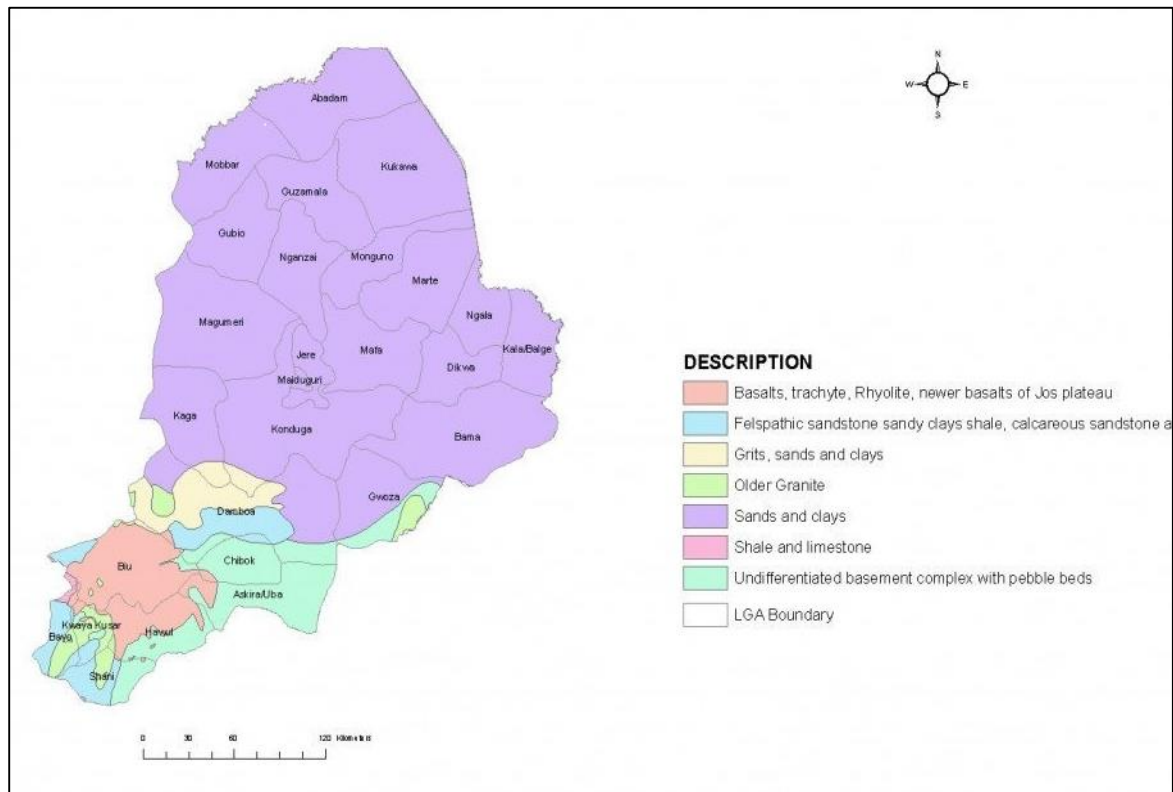 N
W E
S
Abadam
Mobbar
Kukawa
Guzamala
Gubio
Nganzai
Monguno
Marte
Magumeri
Ngala
Jere
Mafa
Kala/Balge
Dikwa
Maiduguri
Kaga
Konduga
Bama
Gwoza
Damboa
Biu
Chibok
Askira/Uba
Kwaya Kusar
Hawul
Bayo
Shani
DESCRIPTION
Basalts, trachyte, Rhyolite, newer basalts of Jos plateau
Felspathic sandstone sandy clays shale, calcareous sandstone a
Grits, sands and clays
Older Granite
Sands and clays
Shale and limestone
Undifferentiated basement complex with pebble beds
LGA Boundary
0 30 60 120 Kilometers